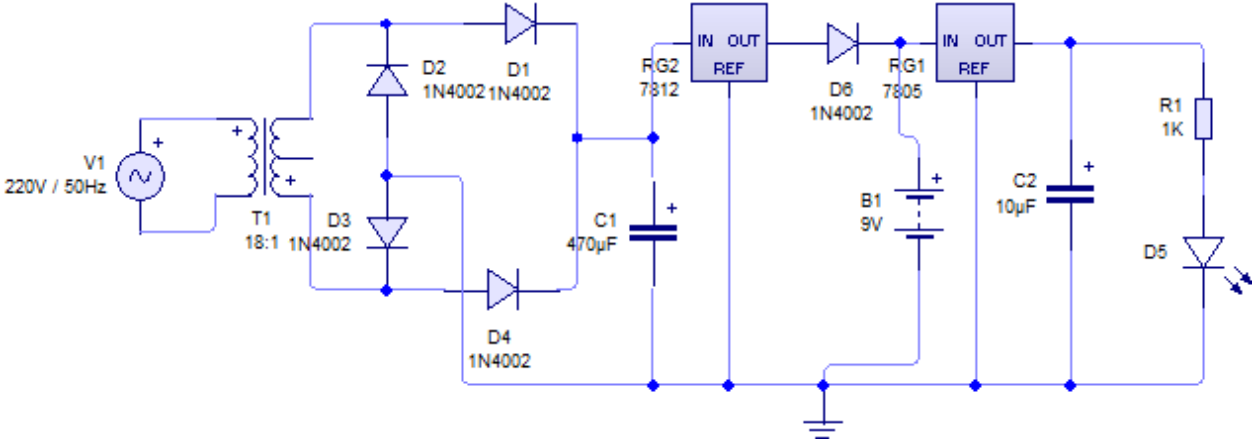 V1
220V / 50Hz
T1
18:1
D2
1N4002
D1
1N4002
D3
1N4002
D4
1N4002
C1
470µF
IN OUT
REF
RG2
7812
D6
1N4002
IN OUT
REF
RG1
7805
B1
9V
C2
10µF
R1
1K
D5